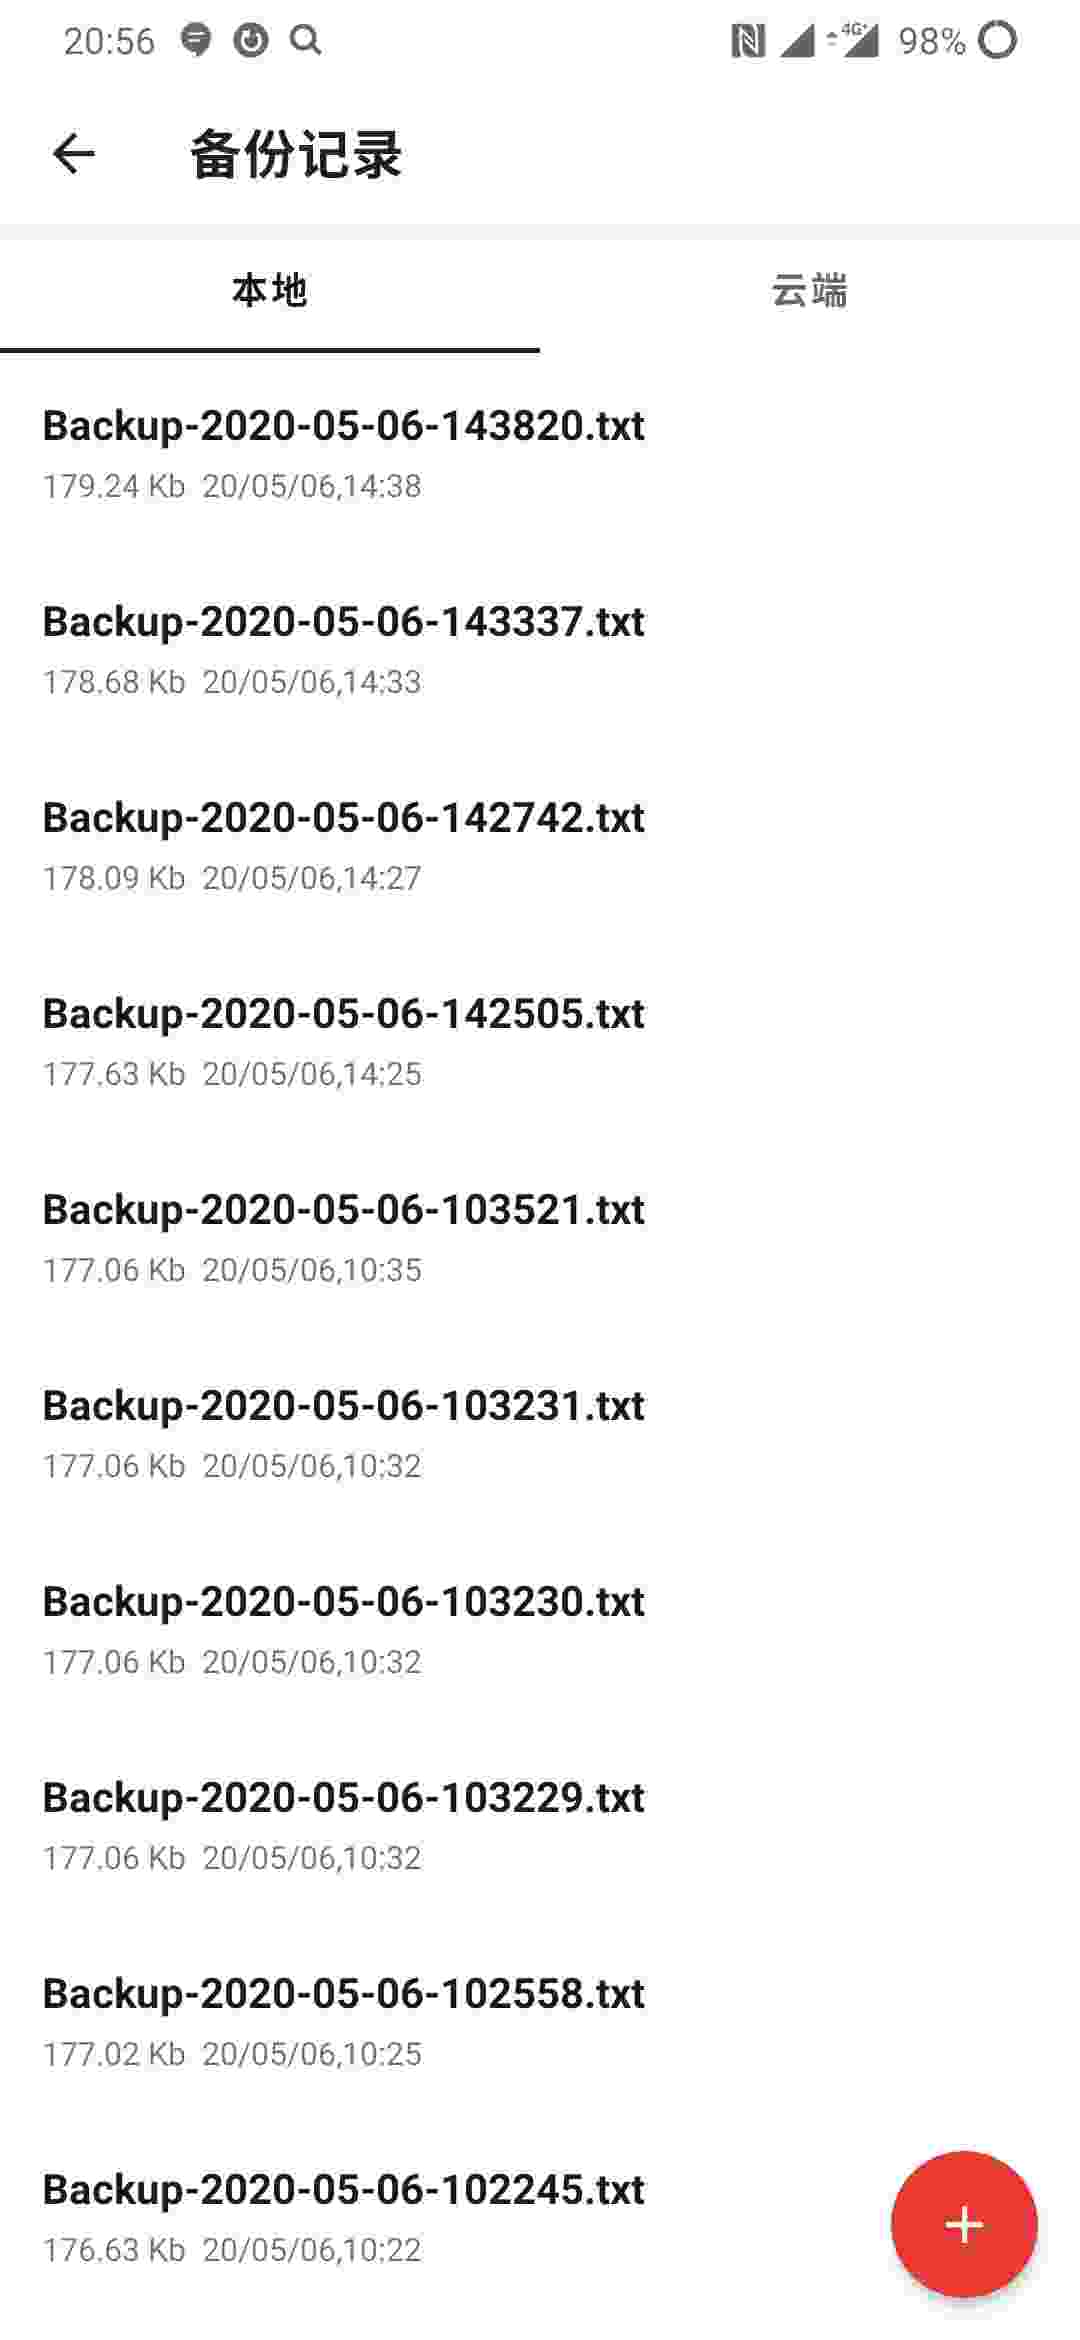 20:56 4G+ 98%
备份记录
本地 云端
Backup-2020-05-06-143820.txt
179.24 Kb 20/05/06,14:38
Backup-2020-05-06-143337.txt
178.68 Kb 20/05/06,14:33
Backup-2020-05-06-142742.txt
178.09 Kb 20/05/06,14:27
Backup-2020-05-06-142505.txt
177.63 Kb 20/05/06,14:25
Backup-2020-05-06-103521.txt
177.06 Kb 20/05/06,10:35
Backup-2020-05-06-103231.txt
177.06 Kb 20/05/06,10:32
Backup-2020-05-06-103230.txt
177.06 Kb 20/05/06,10:32
Backup-2020-05-06-103229.txt
177.06 Kb 20/05/06,10:32
Backup-2020-05-06-102558.txt
177.02 Kb 20/05/06,10:25
Backup-2020-05-06-102245.txt
176.63 Kb 20/05/06,10:22